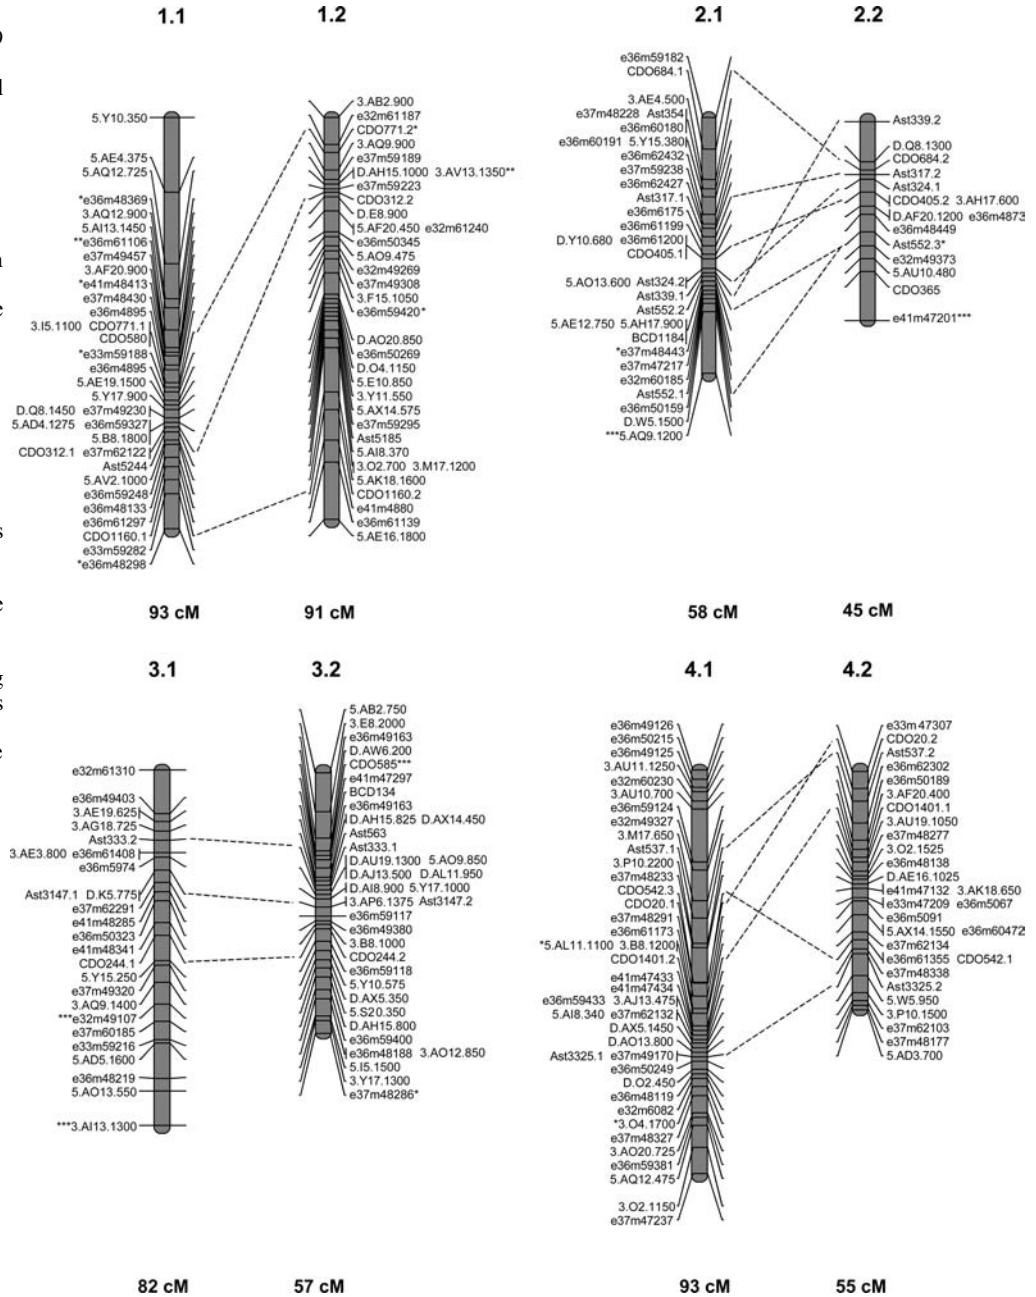 1.1
5.Y10.350
5.AE4.375
5.AQ12.725
*e36m48369
3.AQ12.900
5.AI13.1450
**e36m61106
e37m49457
3.AF20.900
*e41m48413
e37m48430
e36m4895
3.I5.1100 CDO771.1
CDO580
*e33m59188
e36m4895
5.AE19.1500
5.Y17.900
D.Q8.1450 e37m49230
5.AD4.1275 e36m59327
5.B8.1800
CDO312.1 e37m62122
Ast5244
5.AV2.1000
e36m59248
e36m48133
e36m61297
CDO1160.1
e33m59282
*e36m48298
93 cM
1.2
3.AB2.900
e32m61187
CDO771.2*
3.AQ9.900
e37m59189
D.AH15.1000 3.AV13.1350**
e37m59223
CDO312.2
D.E8.900
5.AF20.450 e32m61240
e36m50345
5.AO9.475
e32m49269
e37m49308
3.F15.1050
e36m59420*
D.AO20.850
e36m50269
D.O4.1150
5.E10.850
3.Y11.550
5.AX14.575
e37m59295
Ast5185
5.AI8.370
3.O2.700 3.M17.1200
5.AK18.1600
CDO1160.2
e41m4880
e36m61139
5.AE16.1800
91 cM
2.1
e36m59182
CDO684.1
3.AE4.500
e37m48228 Ast354
e36m60180
e36m60191 5.Y15.380
e36m62432
e37m59238
e36m62427
Ast317.1
e36m6175
e36m61199
D.Y10.680 e36m61200
CDO405.1
5.AO13.600 Ast324.2
Ast339.1
Ast552.2
5.AE12.750 5.AH17.900
BCD1184
*e37m48443
e37m47217
e32m60185
Ast552.1
e36m50159
D.W5.1500
***5.AQ9.1200
58 cM
2.2
Ast339.2
D.Q8.1300
CDO684.2
Ast317.2
Ast324.1
CDO405.2 3.AH17.600
D.AF20.1200 e36m4873
e36m48449
Ast552.3*
e32m49373
5.AU10.480
CDO365
e41m47201***
45 cM
3.1
e32m61310
e36m49403
3.AE19.625
3.AG18.725
Ast333.2
3.AE3.800 e36m61408
e36m5974
Ast3147.1 D.K5.775
e37m62291
e41m48285
e36m50323
e41m48341
CDO244.1
5.Y15.250
e37m49320
3.AQ9.1400
***e32m49107
e37m60185
e33m59216
5.AD5.1600
e36m48219
5.AO13.550
***3.AI13.1300
82 cM
3.2
5.AB2.750
3.E8.2000
e36m49163
D.AW6.200
CDO585***
e41m47297
BCD134
e36m49163
D.AH15.825 D.AX14.450
Ast563
Ast333.1
D.AU19.1300 5.AO9.850
D.AJ13.500 D.AL11.950
D.AI8.900 5.Y17.1000
3.AP6.1375 Ast3147.2
e36m59117
e36m49380
3.B8.1000
CDO244.2
e36m59118
5.Y10.575
D.AX5.350
5.S20.350
D.AH15.800
e36m59400
e36m48188 3.AO12.850
5.I5.1500
3.Y17.1300
e37m48286*
57 cM
4.1
e36m49126
e36m50215
e36m49125
3.AU11.1250
e32m60230
3.AU10.700
e36m59124
e32m49327
3.M17.650
Ast537.1
3.P10.2200
e37m48233
CDO542.3
CDO20.1
e37m48291
e36m61173
*5.AL11.1100 3.B8.1200
CDO1401.2
e41m47433
e41m47434
e36m59433 3.AJ13.475
5.AI8.340 e37m62132
D.AX5.1450
D.AO13.800
Ast3325.1 e37m49170
e36m50249
D.O2.450
e36m48119
e32m6082
*3.O4.1700
e37m48327
3.AO20.725
e36m59381
5.AQ12.475
3.O2.1150
e37m47237
93 cM
4.2
e33m47307
CDO20.2
Ast537.2
e36m62302
e36m50189
3.AF20.400
CDO1401.1
3.AU19.1050
e37m48277
3.O2.1525
e36m48138
D.AE16.1025
e41m47132 3.AK18.650
e33m47209 e36m5067
e36m5091
5.AX14.1550 e36m60472
e37m62134
e36m61355 CDO542.1
e37m48338
Ast3325.2
5.W5.950
3.P10.1500
e37m62103
e37m48177
5.AD3.700
55 cM